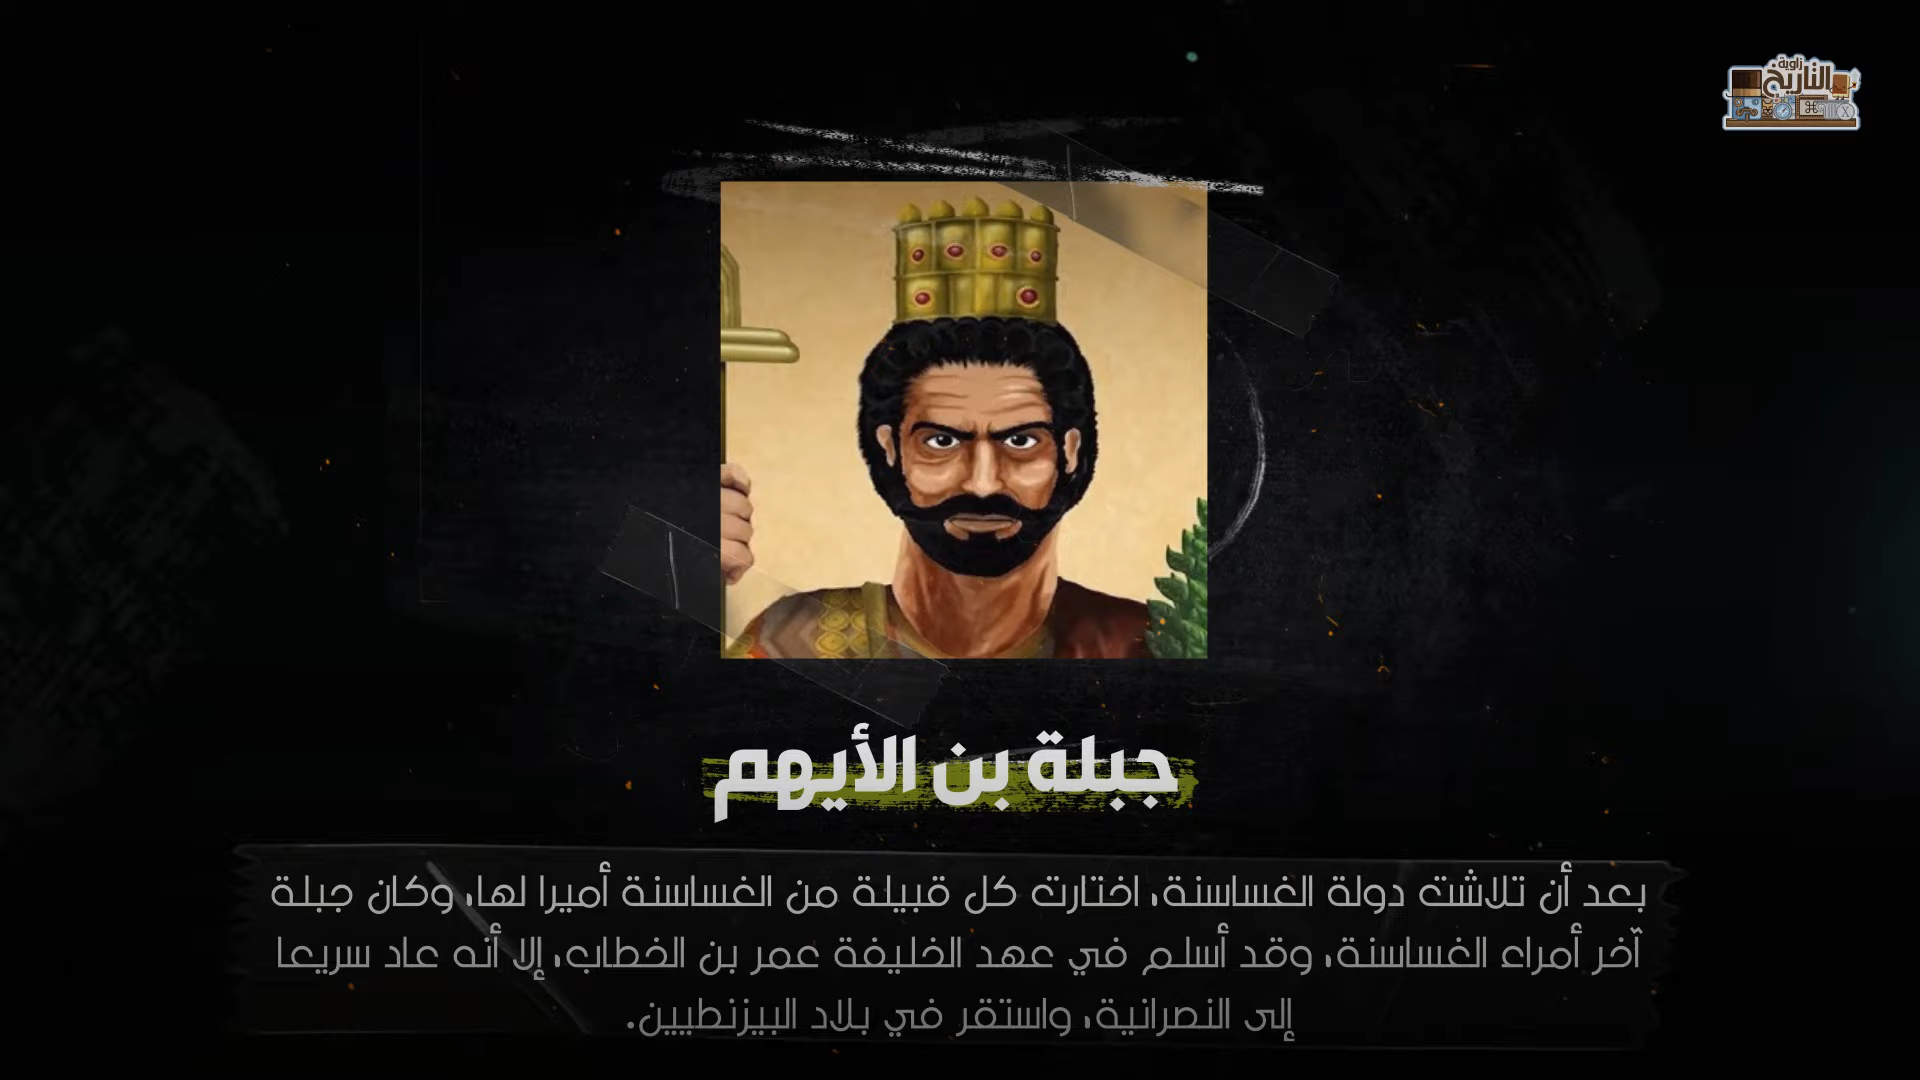 زاوية
التاريخ
جبلة بن الأيهم
بعد أن تلاشت دولة الغساسنة، اختارت كل قبيلة من الغساسنة أميرا لها، وكان جبلة
آخر أمراء الغساسنة، وقد أسلم في عهد الخليفة عمر بن الخطاب، إلا أنه عاد سريعا
إلى النصرانية، واستقر في بلاد البيزنطيين.